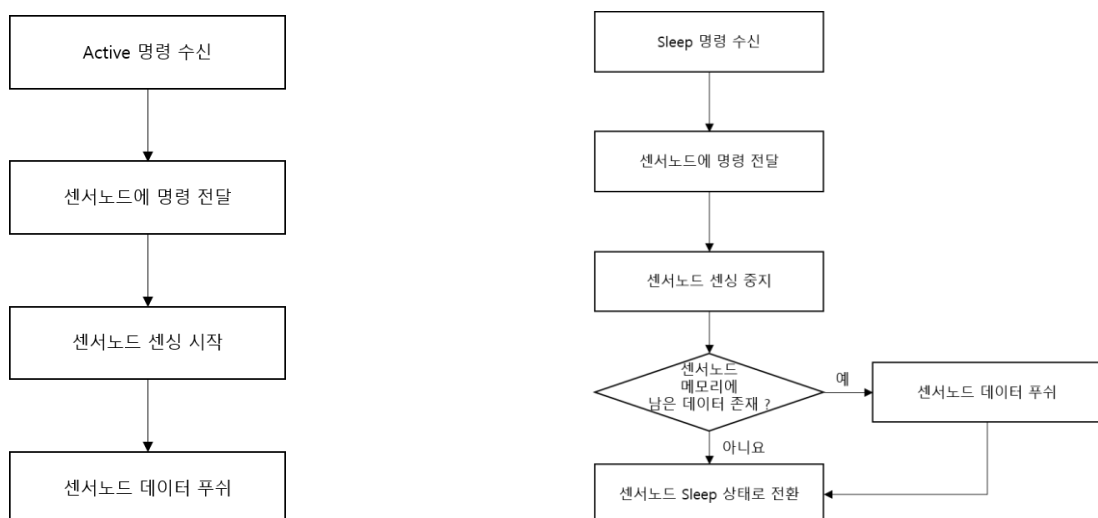 Active 명령 수신
센서노드에 명령 전달
센서노드 센싱 시작
센서노드 데이터 푸쉬
Sleep 명령 수신
센서노드에 명령 전달
센서노드 센싱 중지
센서노드
메모리에
남은 데이터 존재 ?
예
센서노드 데이터 푸쉬
아니요
센서노드 Sleep 상태로 전환